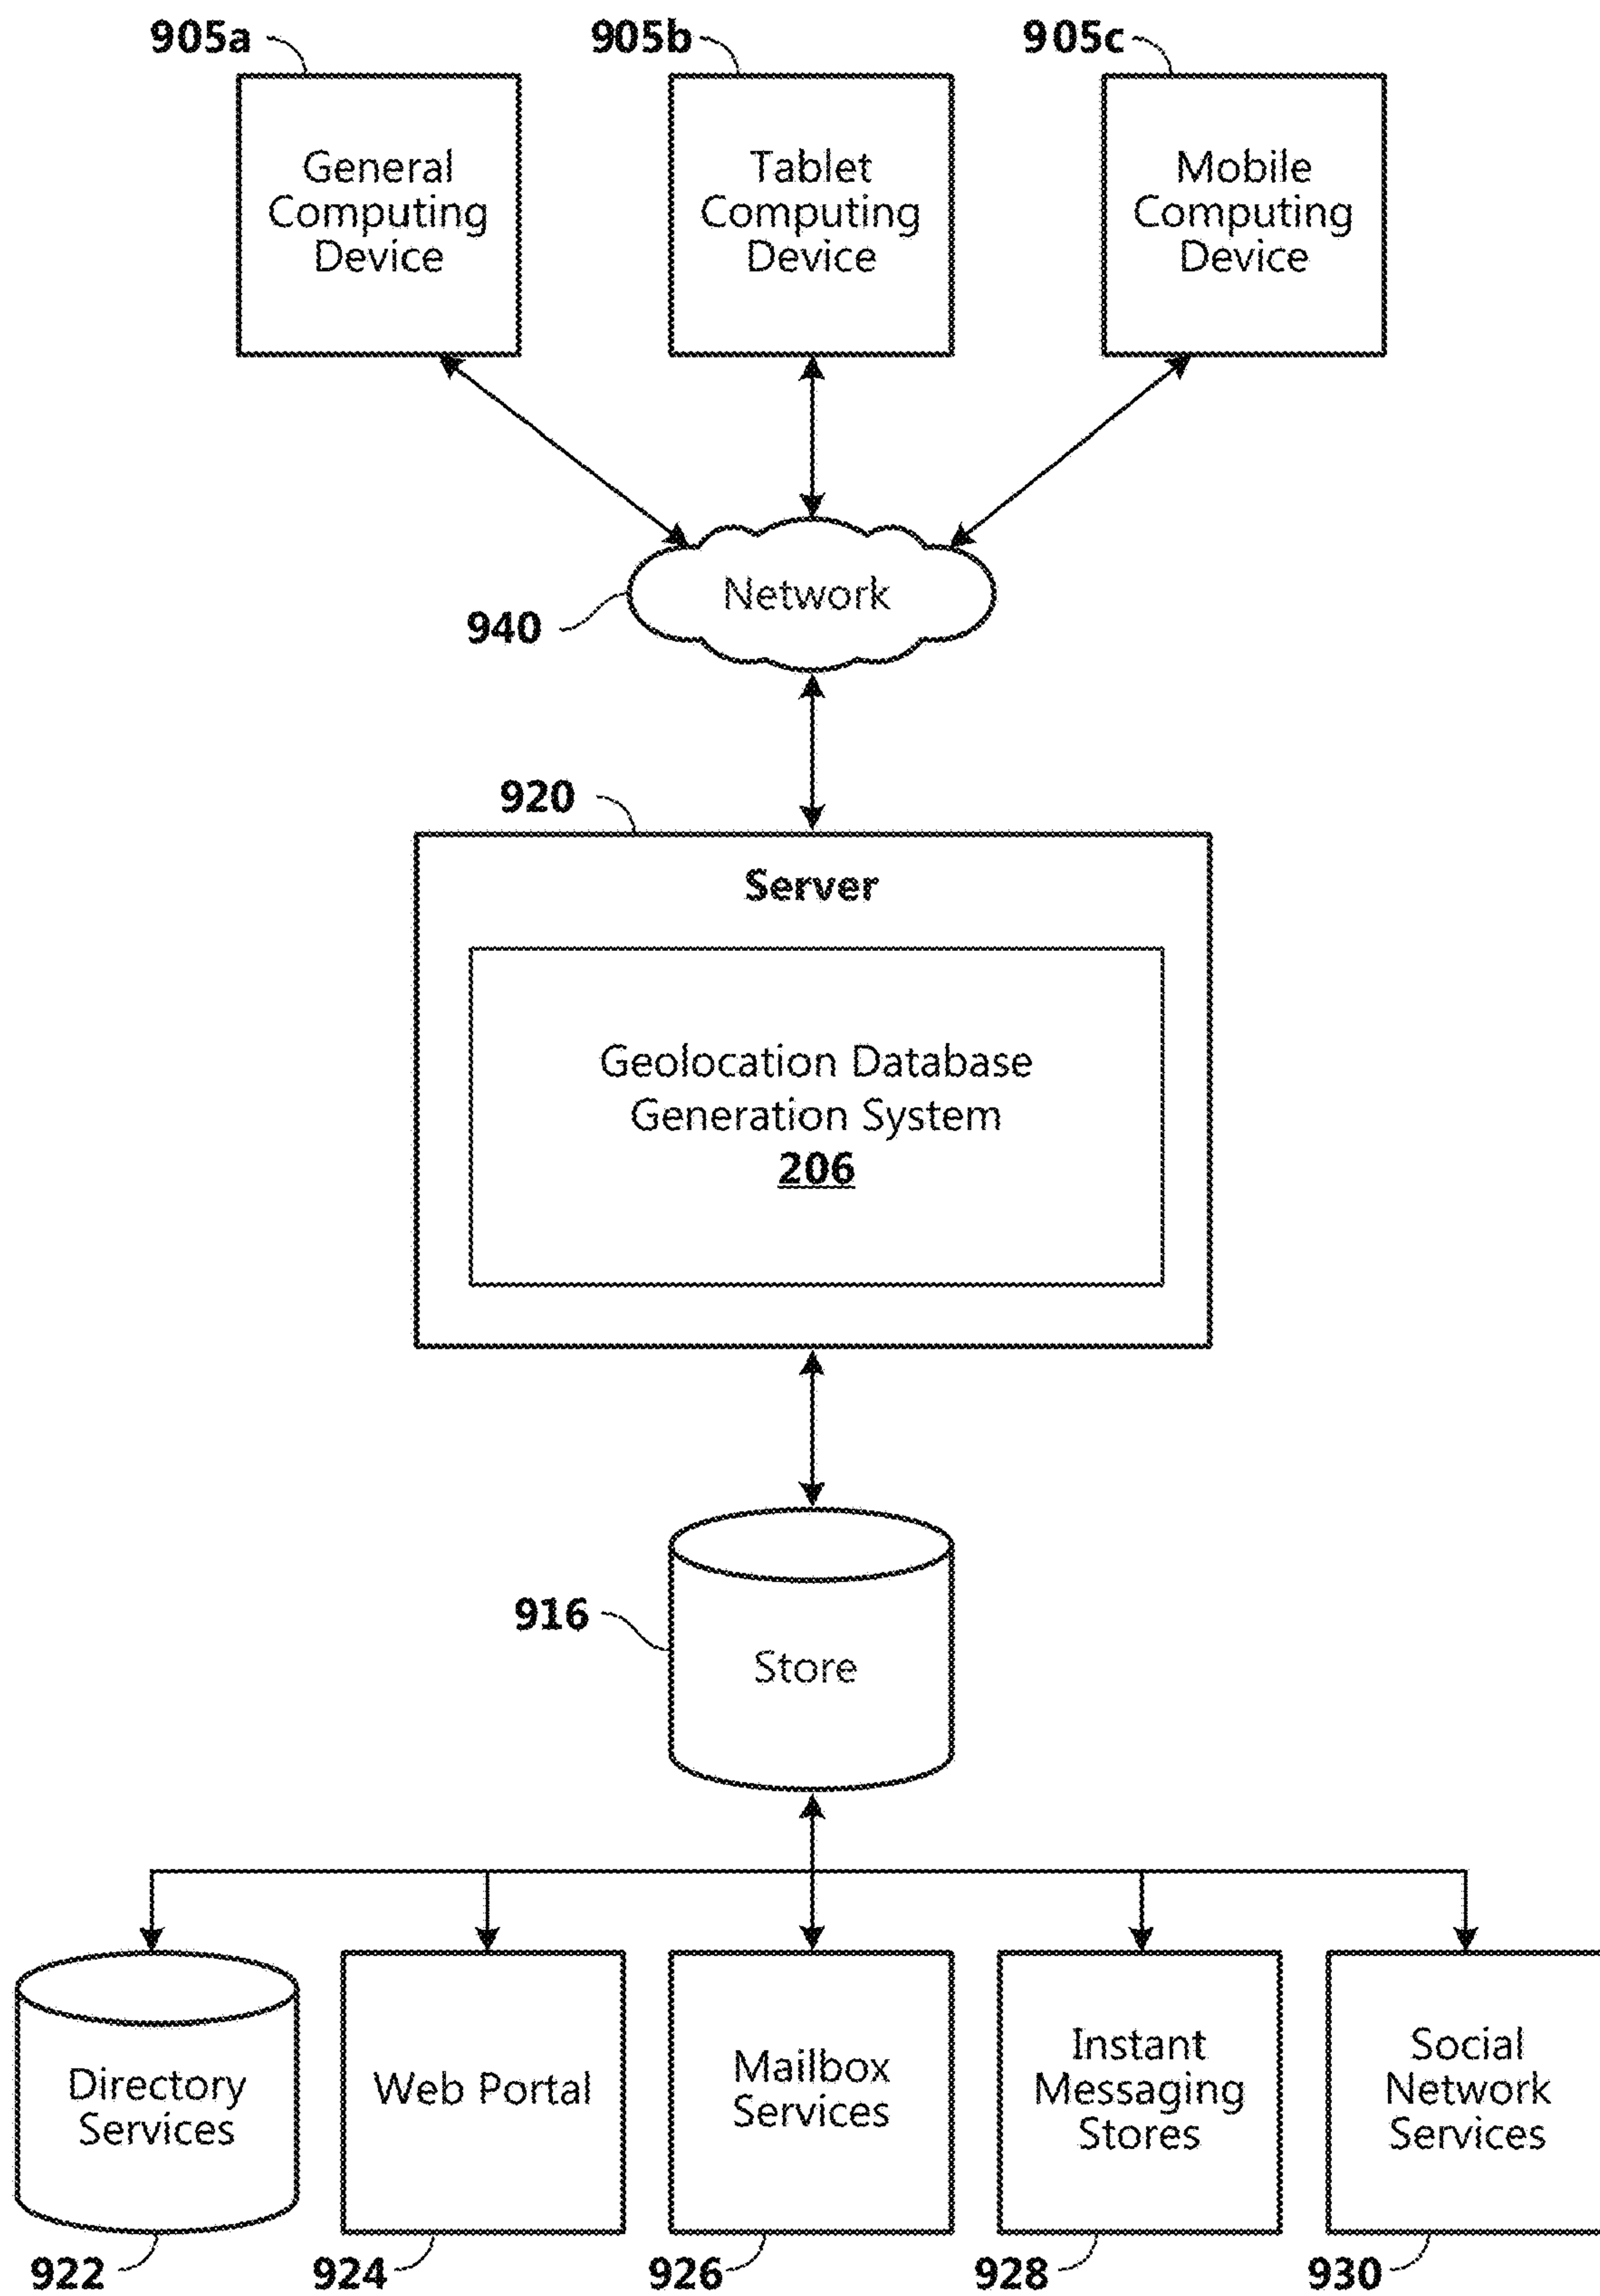 905a
905b
905c
General
Computing
Device
Tablet
Computing
Device
Mobile
Computing
Device
Network
940
920
Server
Geolocation Database
Generation System
206
916
Store
Directory
Services
Web Portal
Mailbox
Services
Instant
Messaging
Stores
Social
Network
Services
922
924
926
928
930